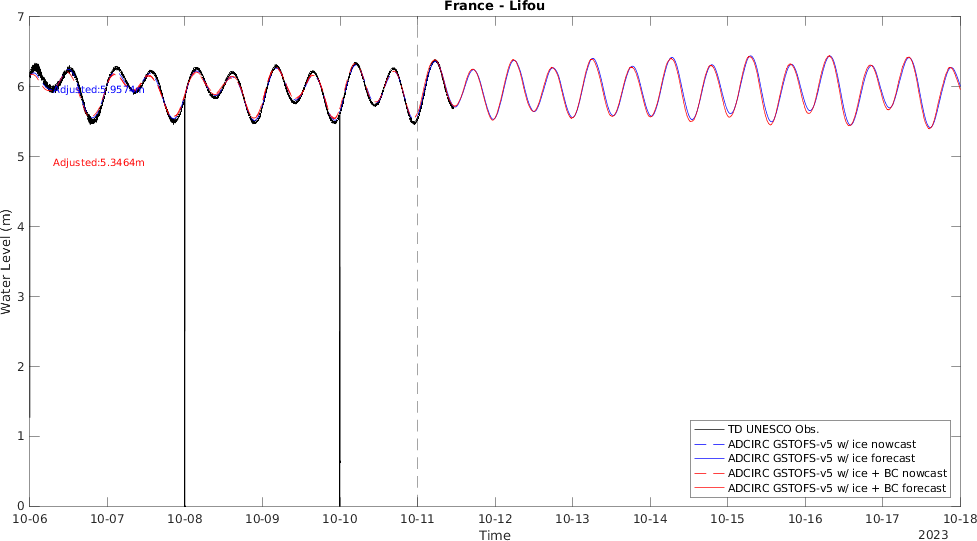 France - Lifou
7
6
5
4
3
2
1
0
Water Level (m)
Adjusted:5.9574m
Adjusted:5.3464m
TD UNESCO Obs.
ADCIRC GSTOFS-v5 w/ ice nowcast
ADCIRC GSTOFS-v5 w/ ice forecast
ADCIRC GSTOFS-v5 w/ ice + BC nowcast
ADCIRC GSTOFS-v5 w/ ice + BC forecast
10-06 10-07 10-08 10-09 10-10 10-11 10-12 10-13 10-14 10-15 10-16 10-17 10-18
Time
2023